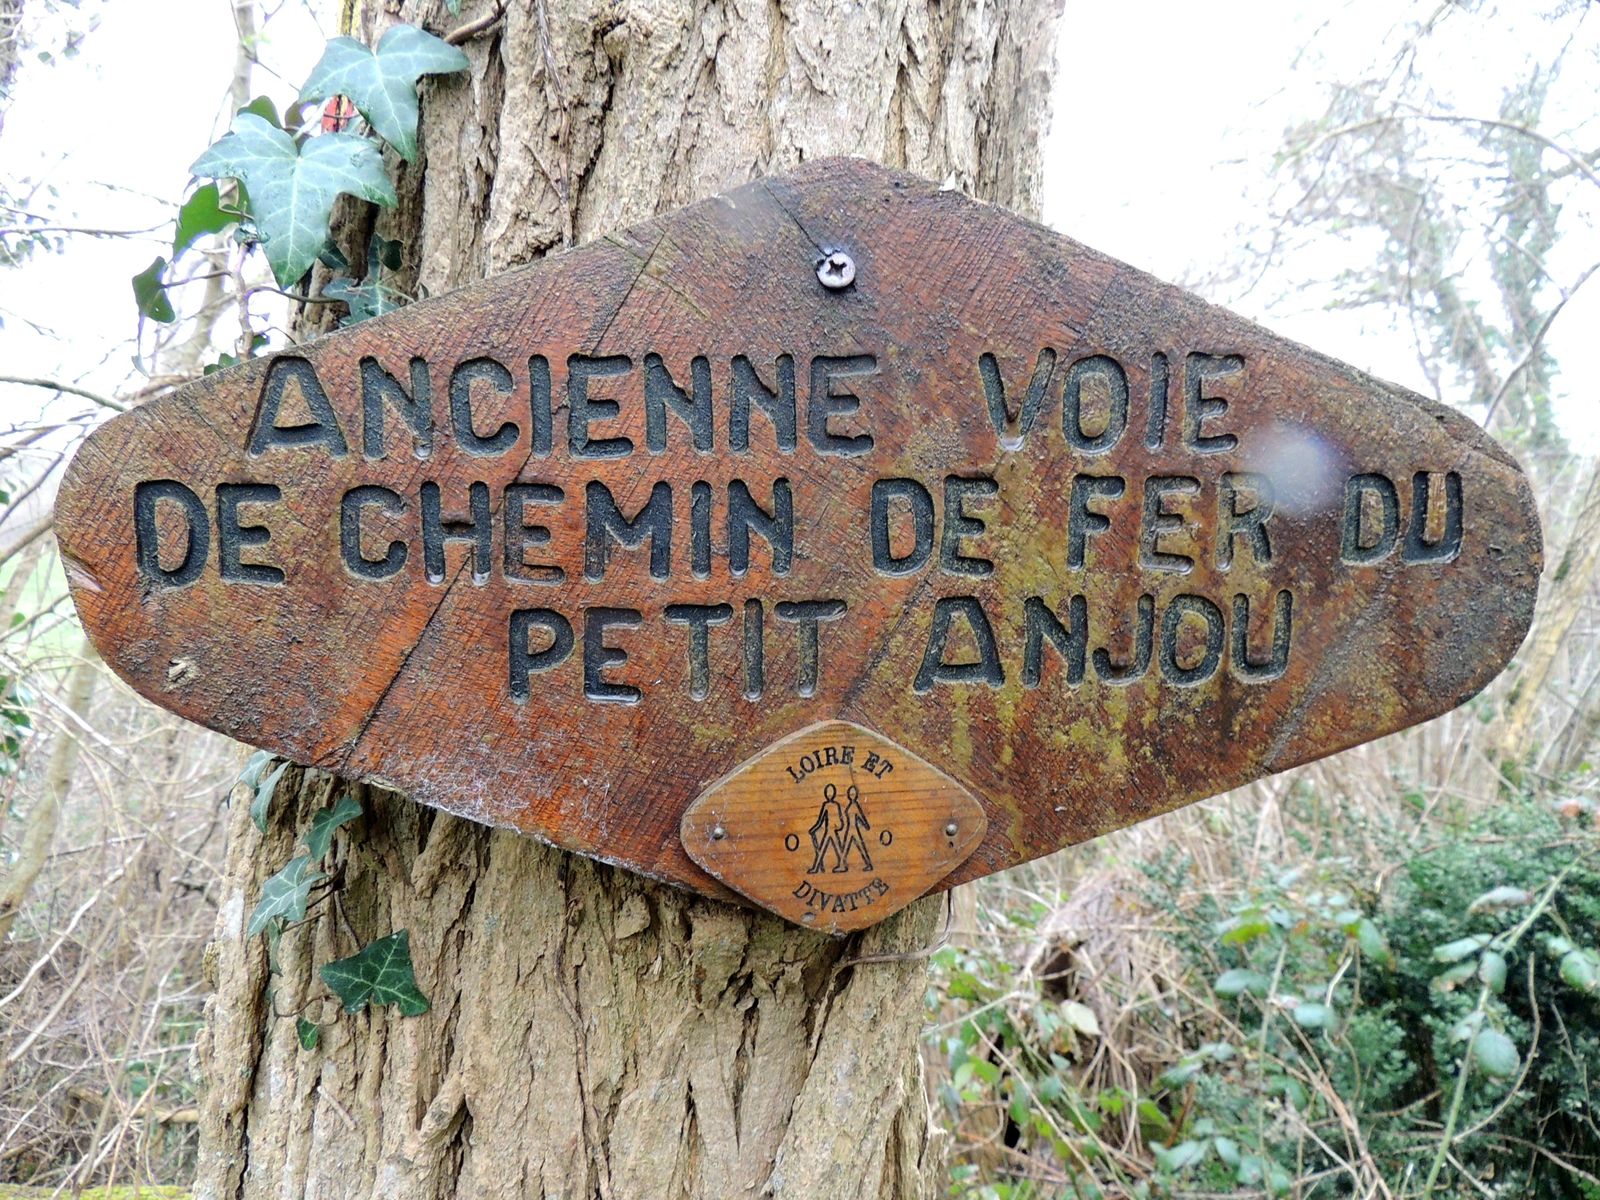 ANCIENNE VOIE
DE CHEMIN DE FER DU
PETIT ANJOU
LOIRE ET
DIVATTE